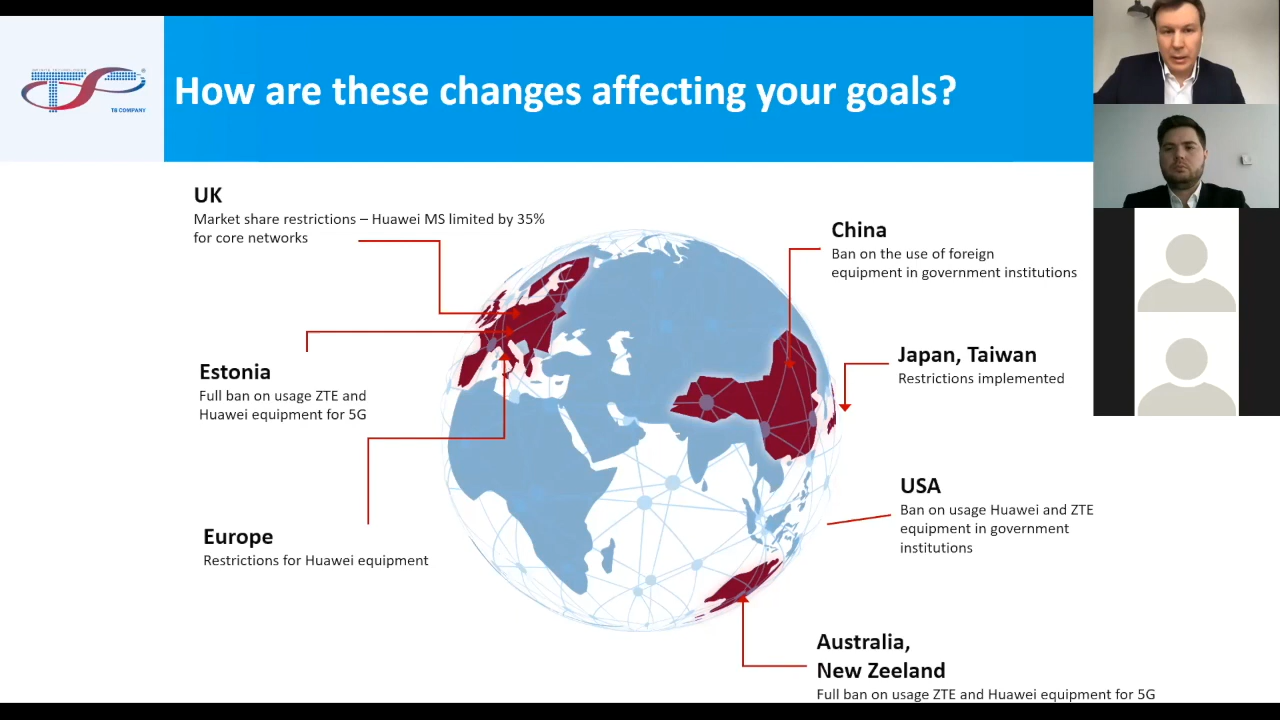 TS
TS COMPANY
How are these changes affecting your goals?
UK
Market share restrictions – Huawei MS limited by 35%
for core networks
China
Ban on the use of foreign
equipment in government institutions
Estonia
Full ban on usage ZTE and
Huawei equipment for 5G
Japan, Taiwan
Restrictions implemented
USA
Ban on usage Huawei and ZTE
equipment in government
institutions
Europe
Restrictions for Huawei equipment
Australia,
New Zeeland
Full ban on usage ZTE and Huawei equipment for 5G